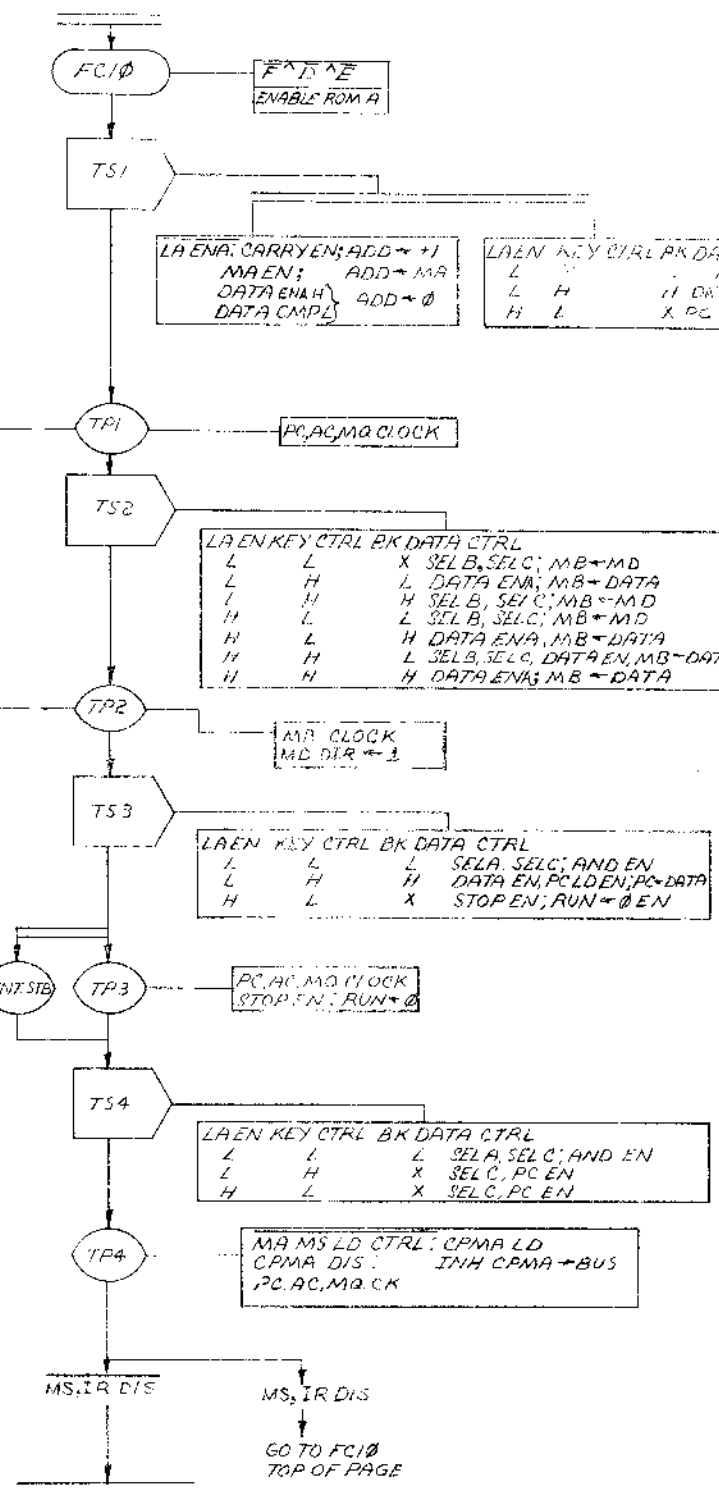 FC1Ø
F ∧ D ∧ E
ENABLE ROM A
TS1
LA ENA: CARRY EN; ADD ← +1
MA EN; ADD ← MA
DATA ENA H } ADD ← Ø
DATA CMPL
LA EN KEY CTRL BK DA
L
L H H DA
H L X PC
TP1
PC, AC, MQ CLOCK
TS2
LA EN KEY CTRL BK DATA CTRL
L L X SEL B, SEL C; MB ← MD
L H L DATA ENA; MB ← DATA
L H H SEL B, SEL C; MB ← MD
H L L SEL B, SEL C; MB ← MD
H L H DATA ENA, MB ← DATA
H H L SEL B, SEL C, DATA EN, MB ← DAT
H H H DATA ENA; MB ← DATA
TP2
MB CLOCK
MD DIR ← 1
TS3
LA EN KEY CTRL BK DATA CTRL
L L L SEL A, SEL C; AND EN
L H H DATA EN, PC LD EN; PC ← DATA
H L X STOP EN; RUN ← Ø EN
INT. STB
TP3
PC, AC, MQ CLOCK
STOP EN; RUN ← Ø
TS4
LA EN KEY CTRL BK DATA CTRL
L L L SEL A, SEL C; AND EN
L H X SEL C, PC EN
H L X SEL C, PC EN
TP4
MA MS LD CTRL: CPMA LD
CPMA DIS: INH CPMA → BUS
PC, AC, MQ CK
MS, IR DIS
MS, IR DIS
GO TO FC1Ø
TOP OF PAGE